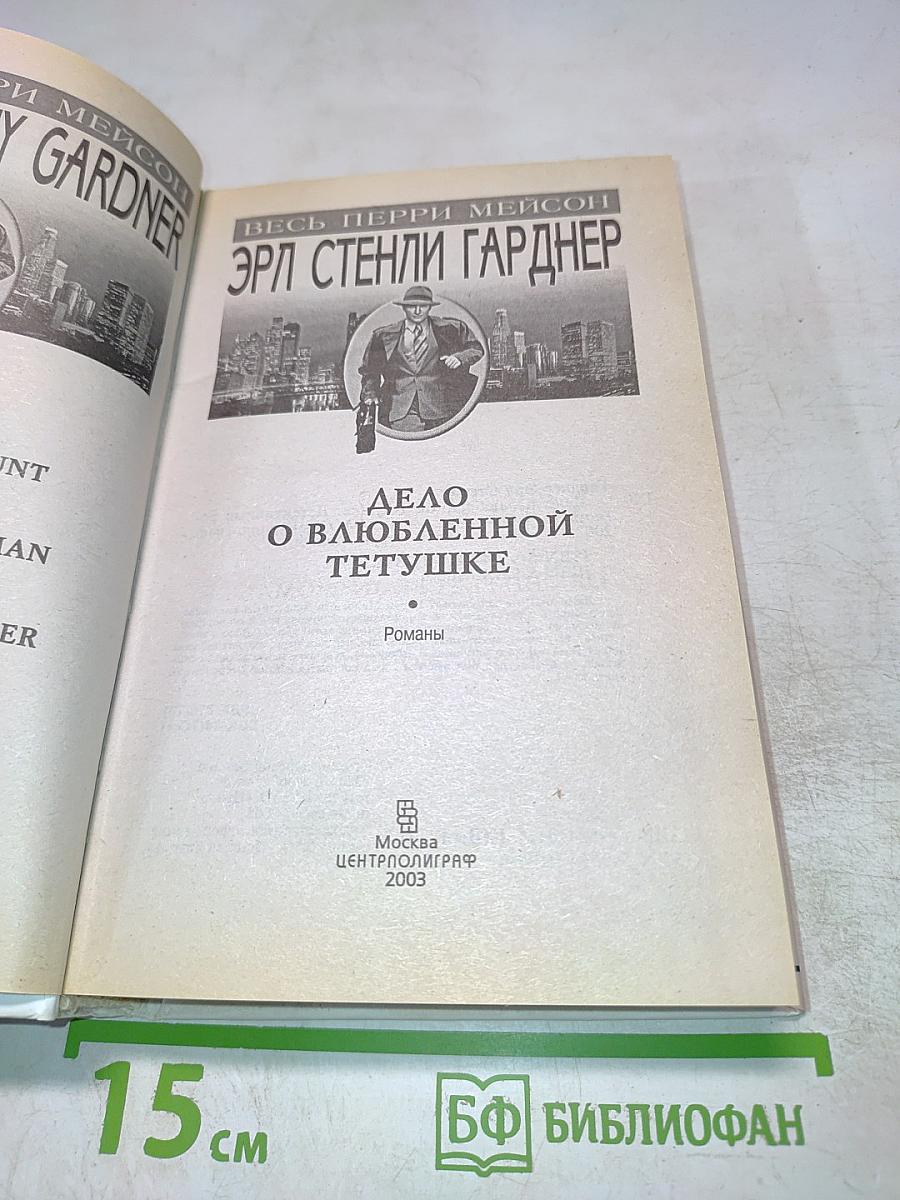 РИ МЕЙСОН
Y GARDNER
UNT
MAN
ER
ВЕСЬ ПЕРРИ МЕЙСОН
ЭРЛ СТЕНЛИ ГАРДНЕР
ДЕЛО
О ВЛЮБЛЕННОЙ
ТЕТУШКЕ
•
Романы
Москва
ЦЕНТРПОЛИГРАФ
2003
15 см
БФ БИБЛИОФАН